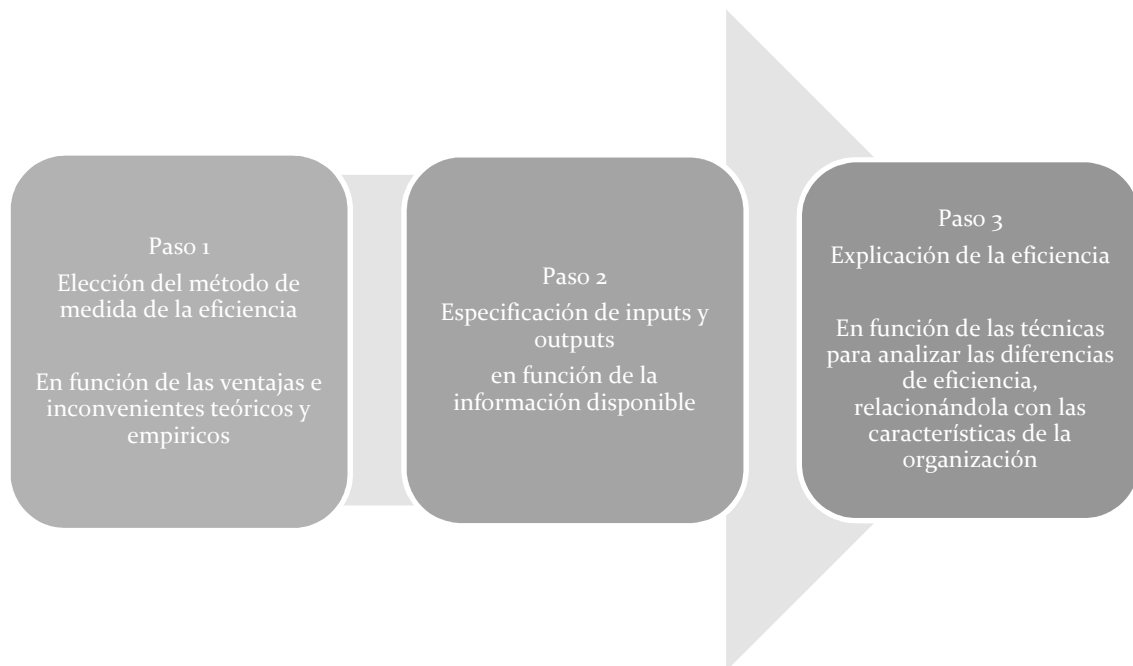 Paso 1
Elección del método de
medida de la eficiencia
En función de las ventajas e
inconvenientes teóricos y
empiricos
Paso 2
Especificación de inputs y
outputs
en función de la
información disponible
Paso 3
Explicación de la eficiencia
En función de las técnicas
para analizar las diferencias
de eficiencia,
relacionándola con las
características de la
organización